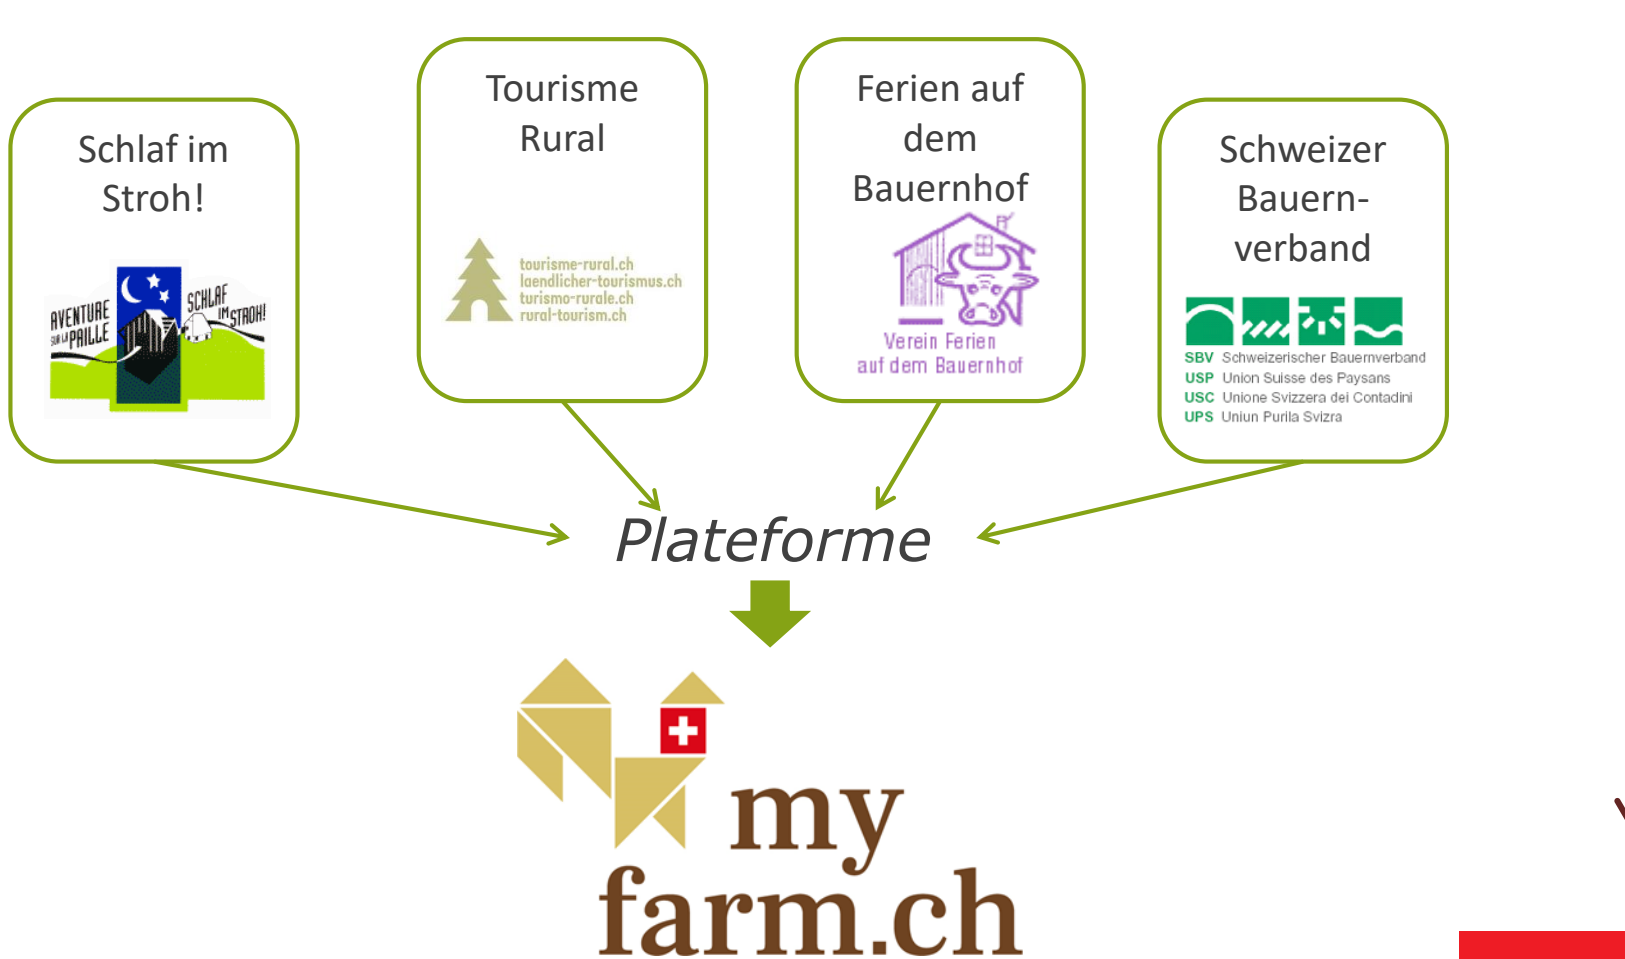 Schlaf im
Stroh!
AVENTURE
SUR LA PAILLE
SCHLAF
IM STROH!
Tourisme
Rural
tourisme-rural.ch
laendlicher-tourismus.ch
turismo-rurale.ch
rural-tourism.ch
Ferien auf
dem
Bauernhof
Verein Ferien
auf dem Bauernhof
Schweizer
Bauern-
verband
SBV Schweizerischer Bauernverband
USP Union Suisse des Paysans
USC Unione Svizzera dei Contadini
UPS Uniun Purila Svizra
Plateforme
my
farm.ch